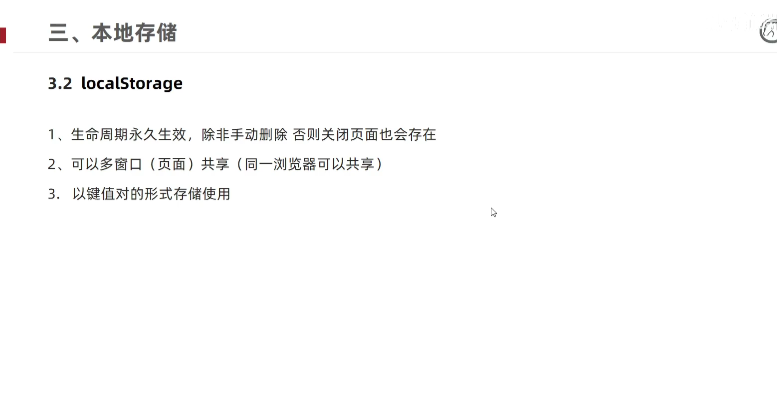 三、本地存储
3.2 localStorage
1、生命周期永久生效，除非手动删除 否则关闭页面也会存在
2、可以多窗口（页面）共享（同一浏览器可以共享）
3. 以键值对的形式存储使用